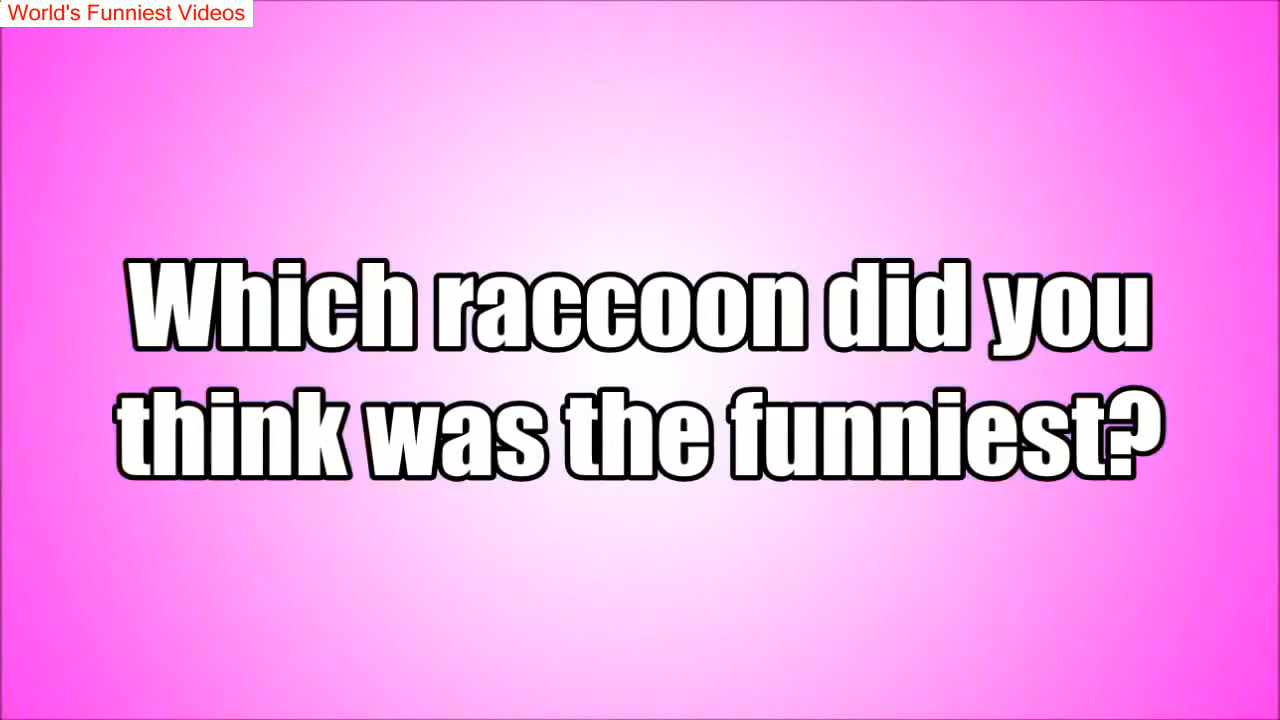 World's Funniest Videos
Which raccoon did you
think was the funniest?